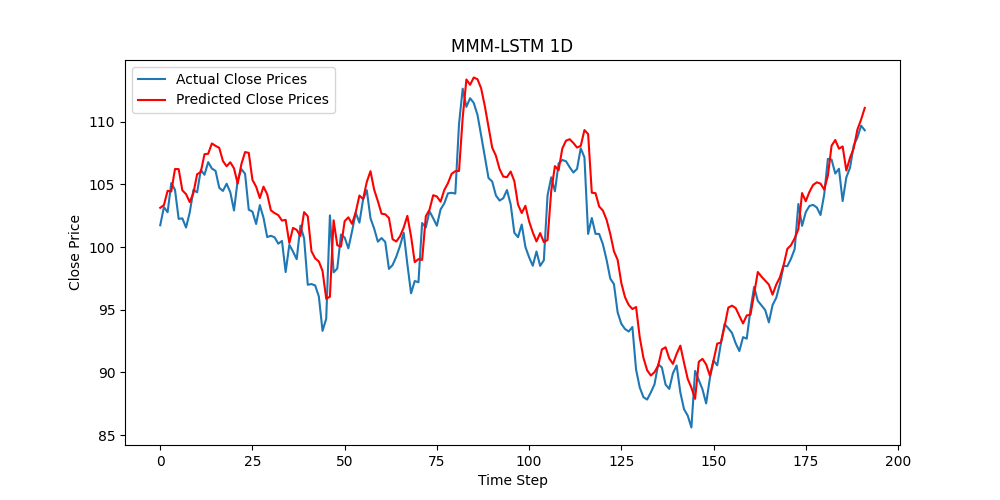 MMM-LSTM 1D
Actual Close Prices
Predicted Close Prices
Close Price
110
105
100
95
90
85
0 25 50 75 100 125 150 175 200
Time Step